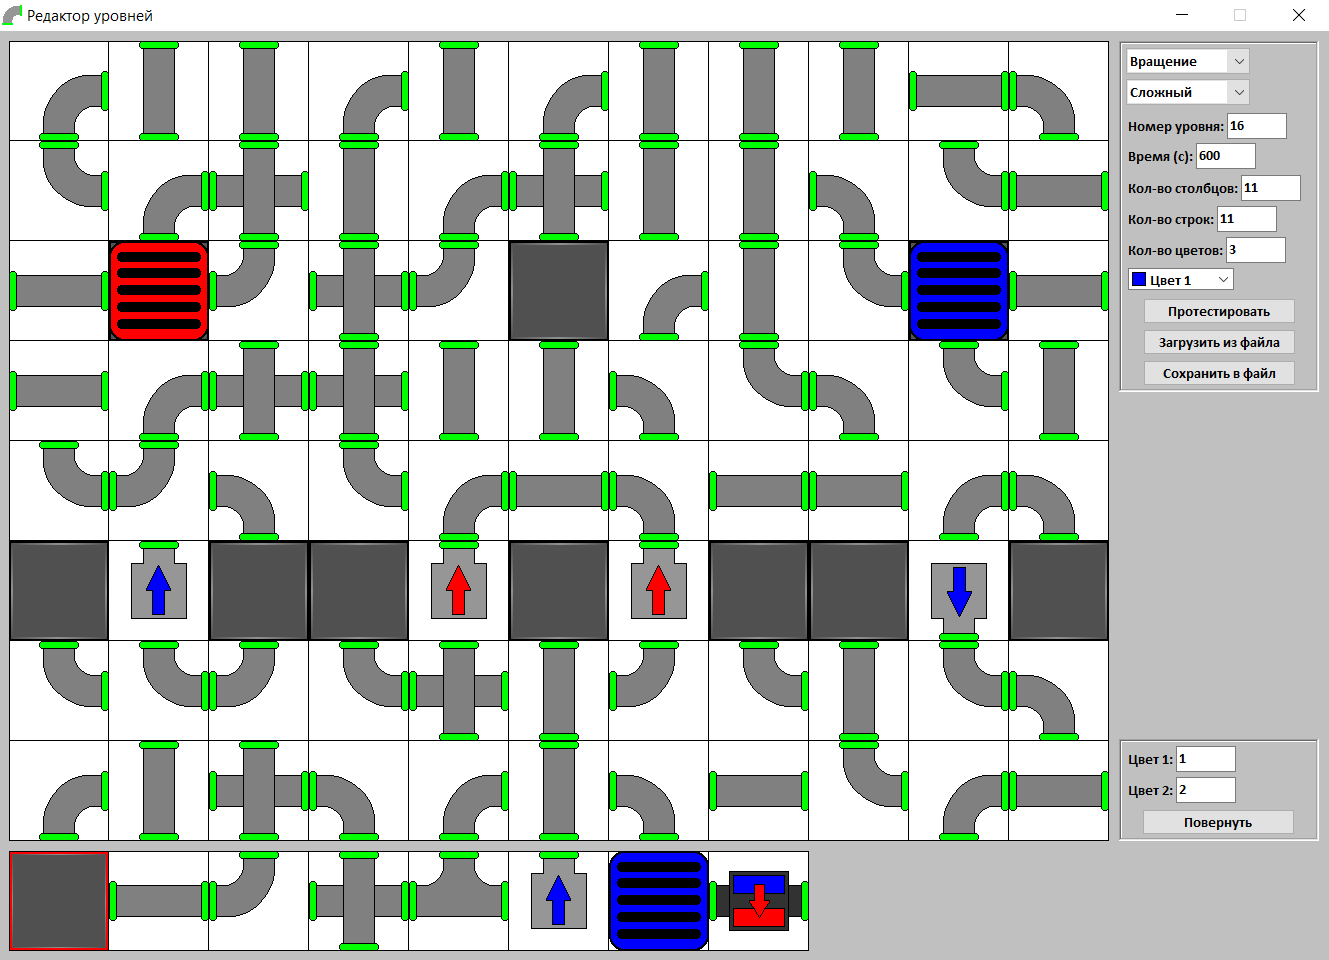 Редактор уровней
Вращение
Сложный
Номер уровня: 16
Время (с): 600
Кол-во столбцов: 11
Кол-во строк: 11
Кол-во цветов: 3
Цвет 1
Протестировать
Загрузить из файла
Сохранить в файл
Цвет 1: 1
Цвет 2: 2
Повернуть